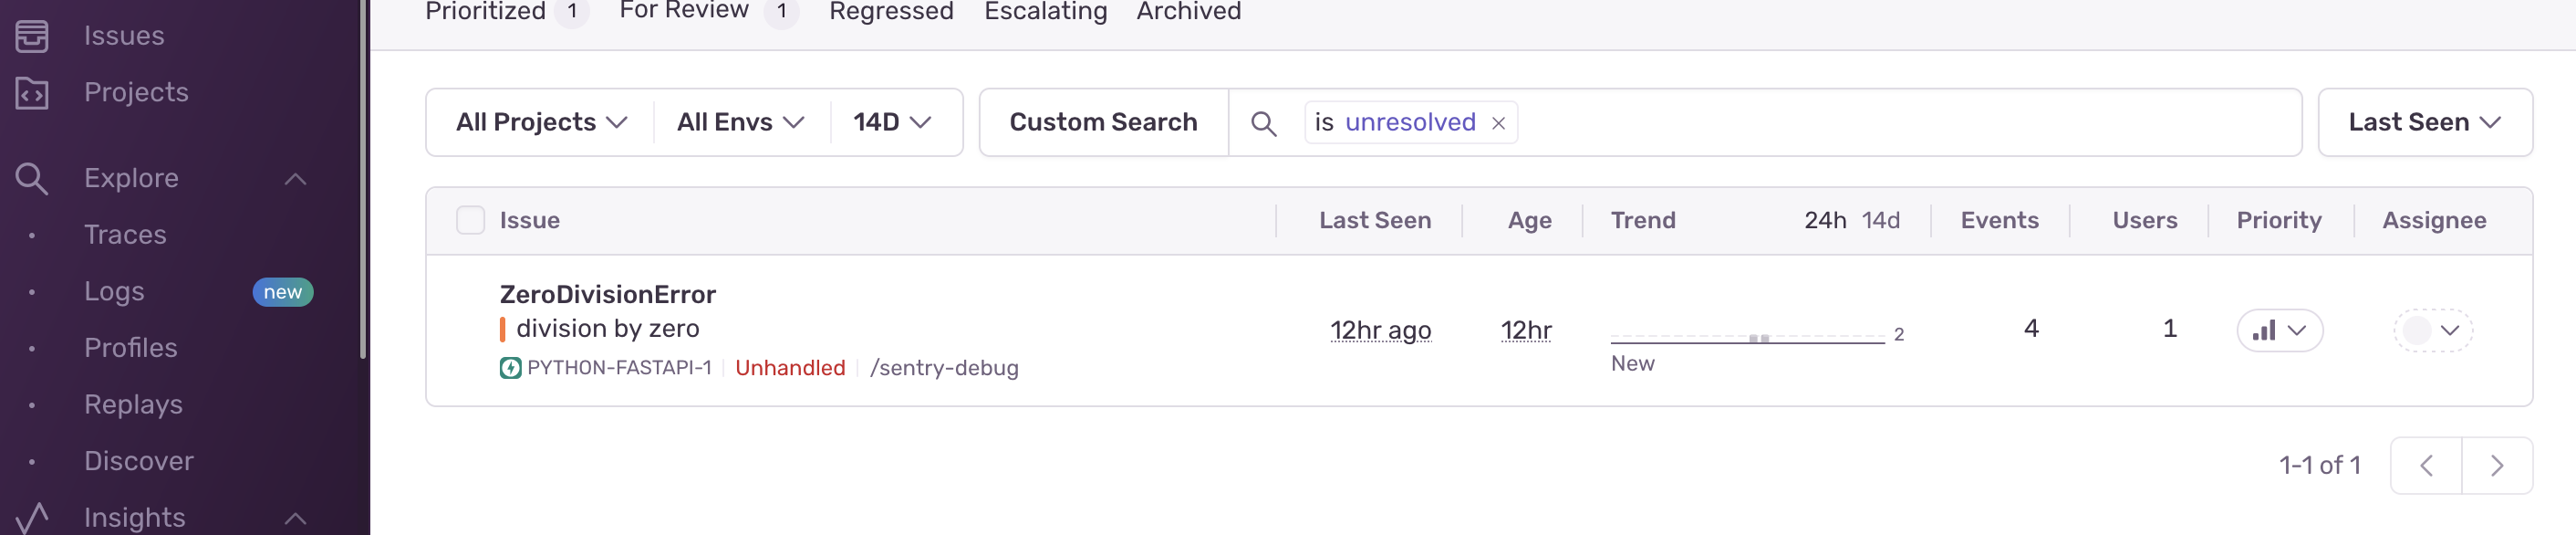 Issues
Projects
Explore
Traces
Logs new
Profiles
Replays
Discover
Insights
Prioritized 1 For Review 1 Regressed Escalating Archived
All Projects All Envs 14D Custom Search is unresolved × Last Seen
Issue Last Seen Age Trend 24h 14d Events Users Priority Assignee
ZeroDivisionError
division by zero
PYTHON-FASTAPI-1 Unhandled /sentry-debug
12hr ago 12hr 2 4 1
New
1-1 of 1